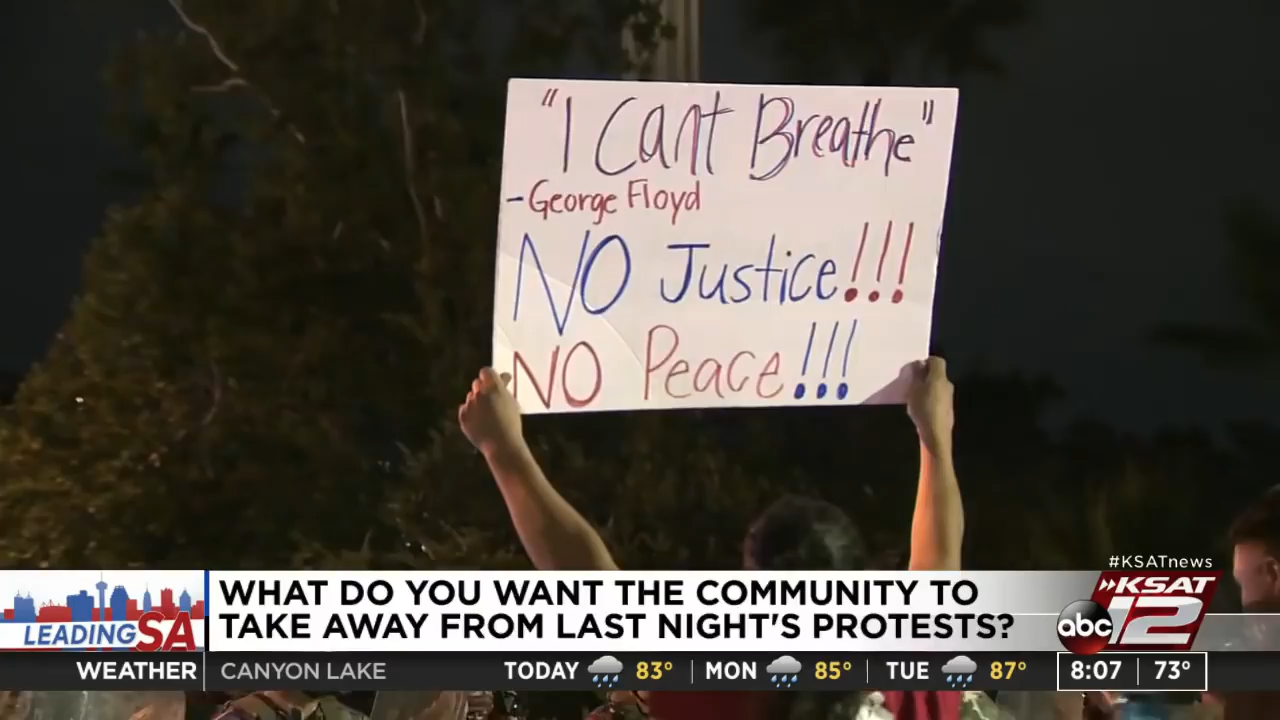 "I Cant Breathe"
-George Floyd
NO Justice!!!
NO Peace!!!
#KSATnews
LEADING SA
WHAT DO YOU WANT THE COMMUNITY TO
TAKE AWAY FROM LAST NIGHT'S PROTESTS?
abc KSAT 12
WEATHER CANYON LAKE TODAY 83° MON 85° TUE 87° 8:07 73°